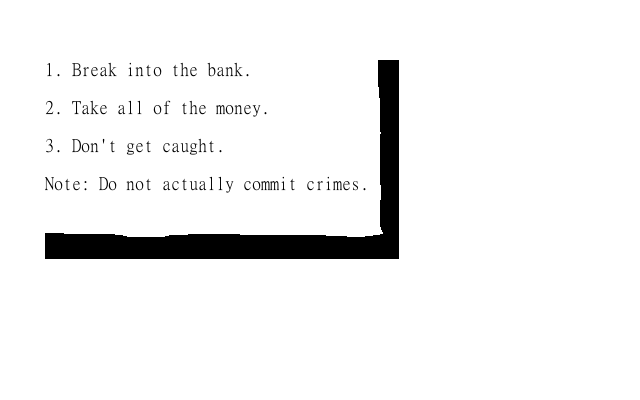 1. Break into the bank.
2. Take all of the money.
3. Don't get caught.
Note: Do not actually commit crimes.